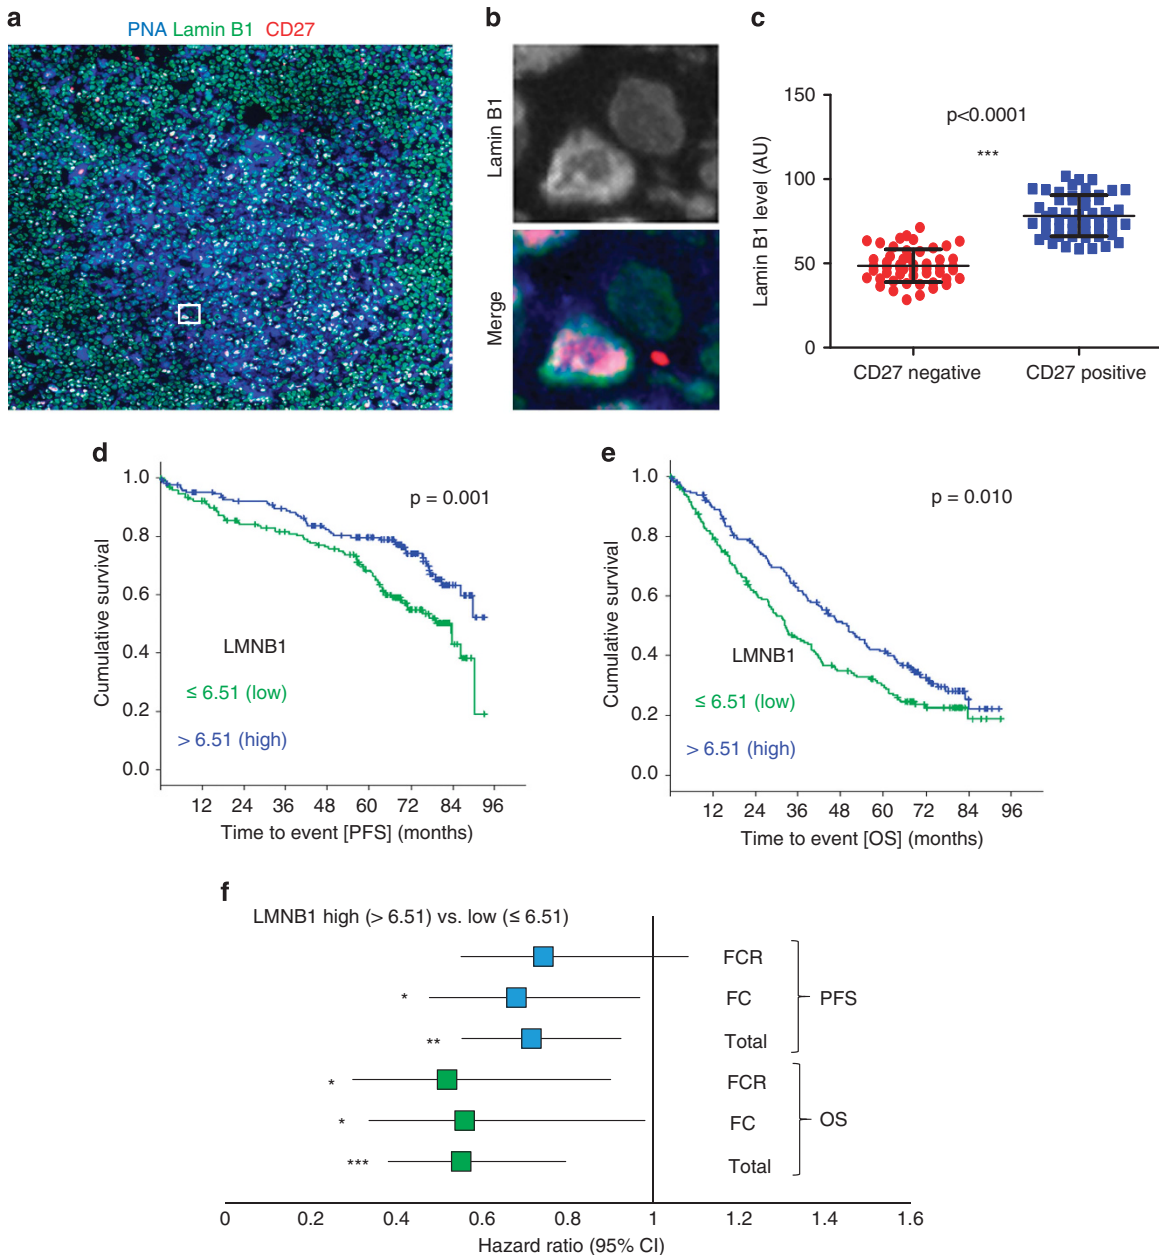 a
PNA Lamin B1 CD27
b
Lamin B1
Merge
c
Lamin B1 level (AU)
150
100
50
0
p<0.0001
***
CD27 negative
CD27 positive
d
Cumulative survival
1.0
0.8
0.6
0.4
0.2
0.0
p = 0.001
LMNB1
≤ 6.51 (low)
> 6.51 (high)
12 24 36 48 60 72 84 96
Time to event [PFS] (months)
e
Cumulative survival
1.0
0.8
0.6
0.4
0.2
0.0
p = 0.010
LMNB1
≤ 6.51 (low)
> 6.51 (high)
12 24 36 48 60 72 84 96
Time to event [OS] (months)
f
LMNB1 high (> 6.51) vs. low (≤ 6.51)
FCR
* FC
** Total
PFS
* FCR
* FC
*** Total
OS
0 0.2 0.4 0.6 0.8 1 1.2 1.4 1.6
Hazard ratio (95% CI)